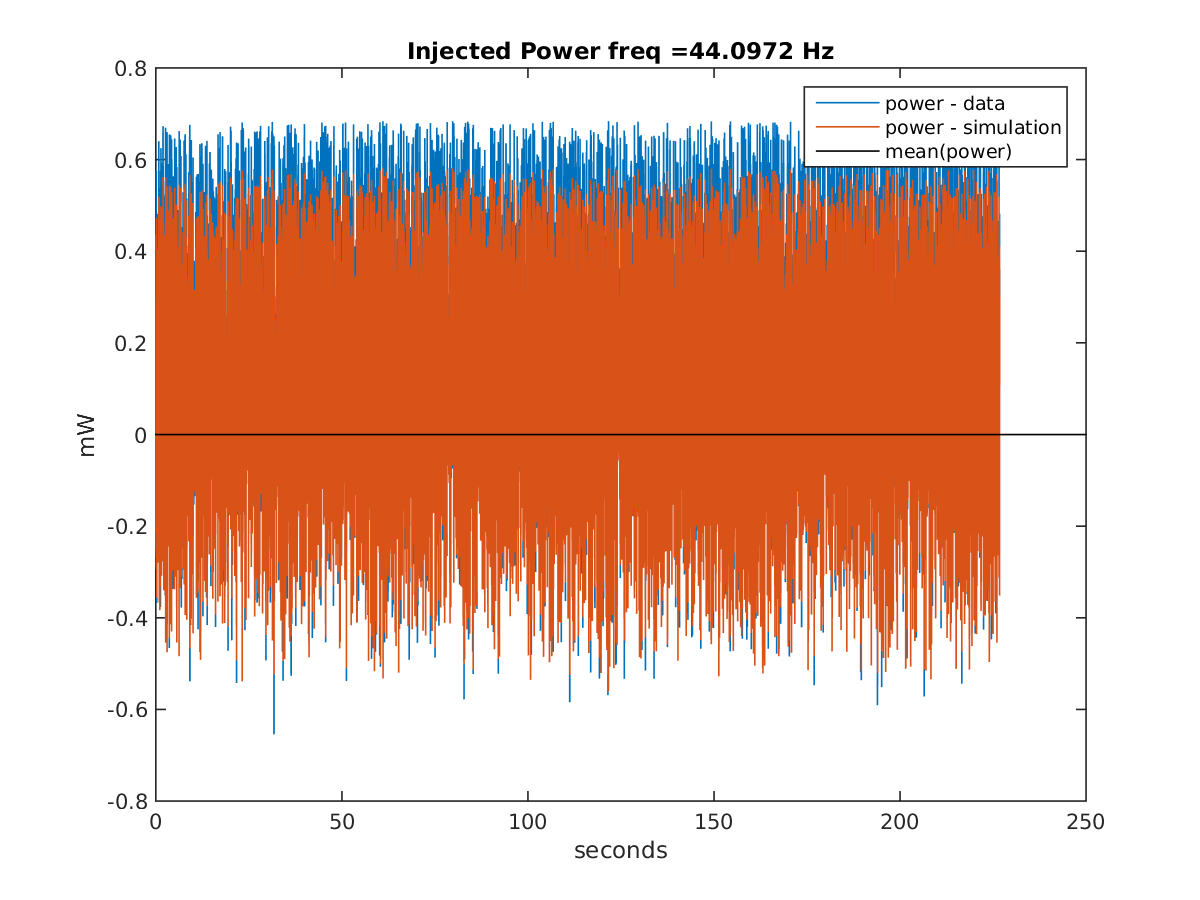 Injected Power freq =44.0972 Hz
power - data
power - simulation
mean(power)
0.8
0.6
0.4
0.2
0
-0.2
-0.4
-0.6
-0.8
mW
0 50 100 150 200 250
seconds